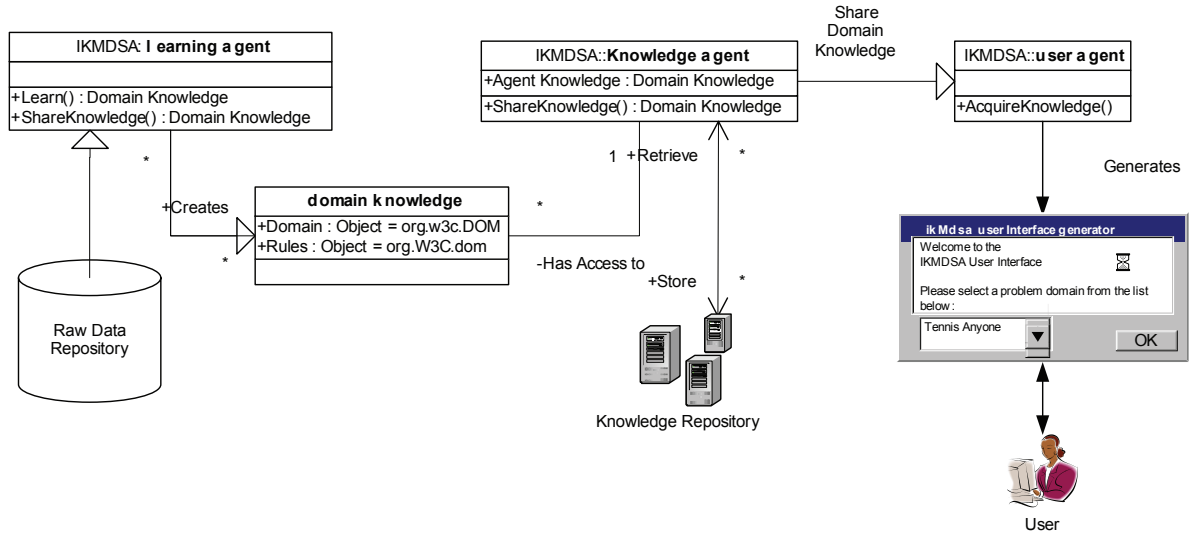 IKMDSA: l earning a gent
+Learn() : Domain Knowledge
+ShareKnowledge() : Domain Knowledge
IKMDSA::Knowledge a gent
+Agent Knowledge : Domain Knowledge
+ShareKnowledge() : Domain Knowledge
Share
Domain
Knowledge
IKMDSA::user a gent
+AcquireKnowledge()
*
+Creates
*
domain k nowledge
+Domain : Object = org.w3c.DOM
+Rules : Object = org.W3C.dom
*
-Has Access to
1
+Retrieve
*
+Store
*
Generates
Raw Data
Repository
Knowledge Repository
ik Md sa user Interface generator
Welcome to the
IKMDSA User Interface
Please select a problem domain from the list
below :
Tennis Anyone
OK
User